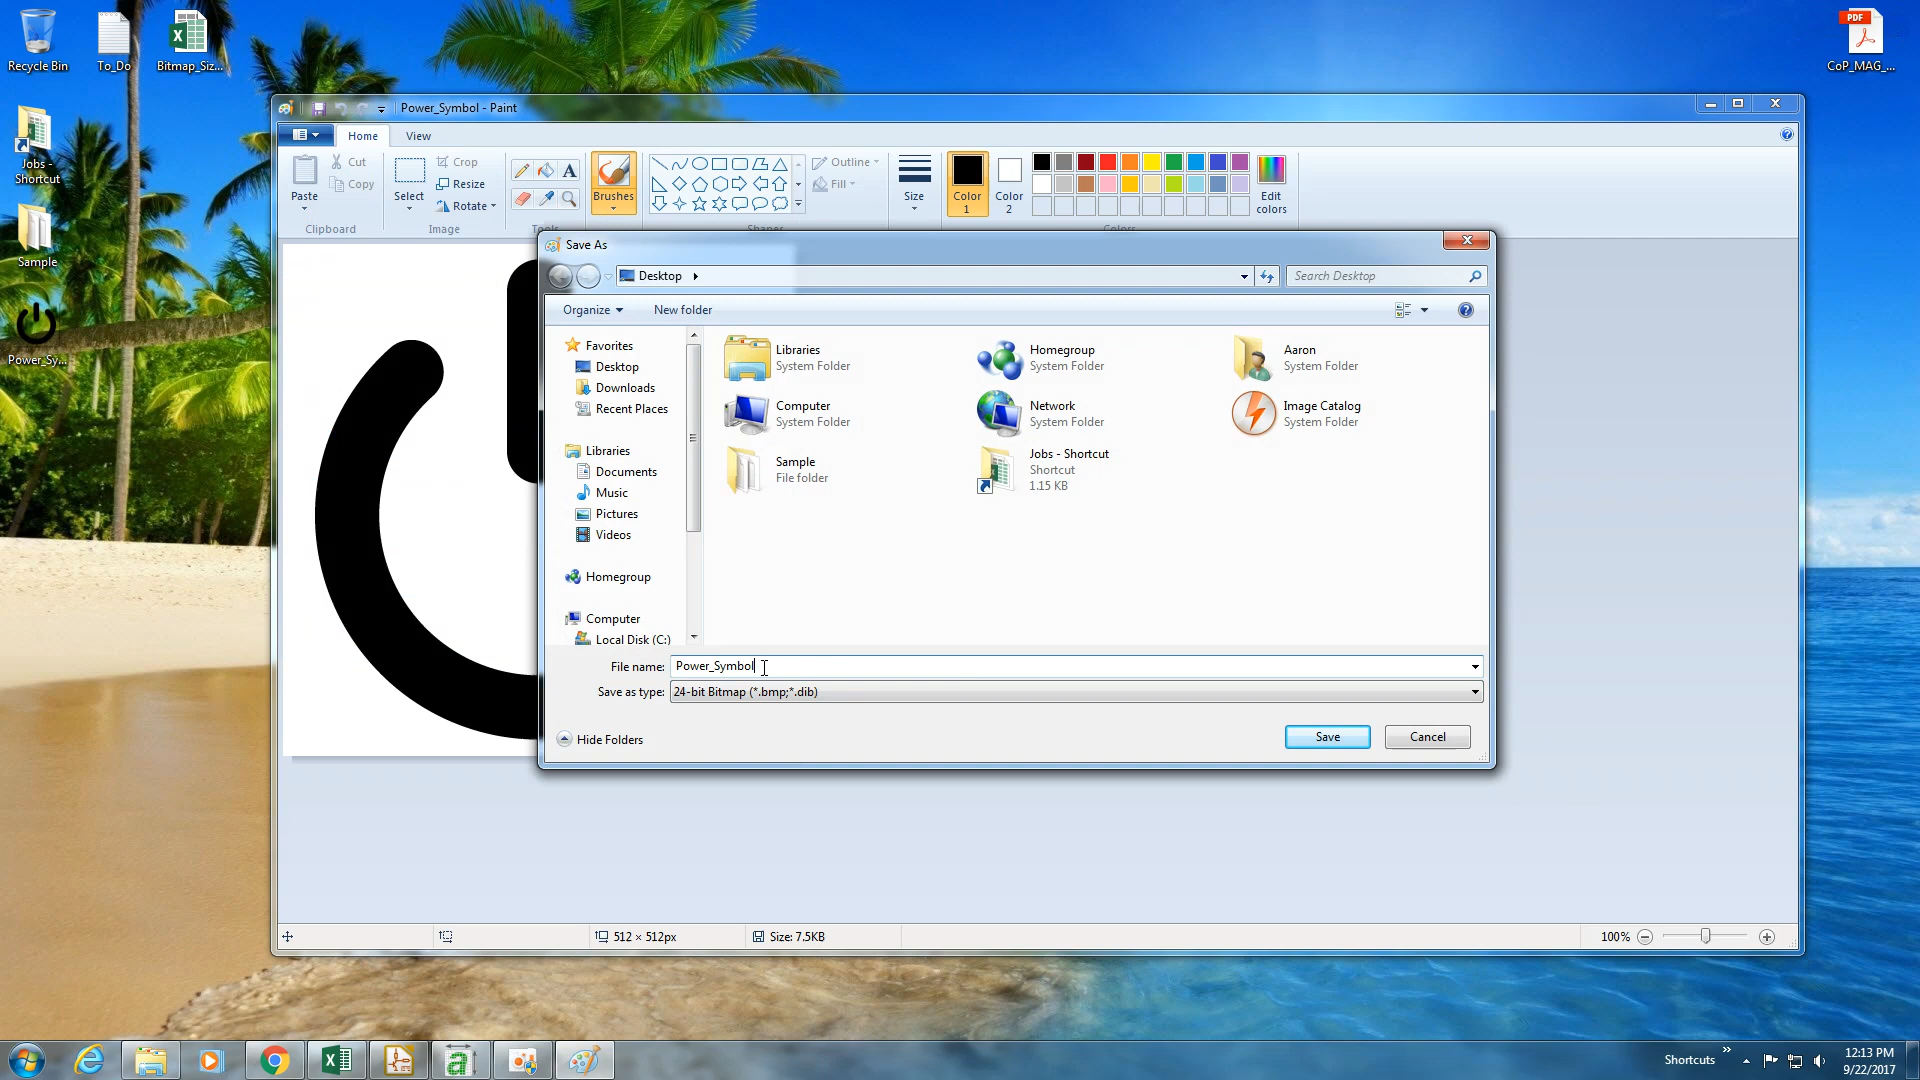 Recycle Bin
To_Do
Bitmap_Siz...
Jobs -
Shortcut
Sample
Power_Sy...
PDF
CoP_MAG_...
Power_Symbol - Paint
Home
View
Paste
Cut
Copy
Clipboard
Select
Crop
Resize
Rotate
Image
A
Tools
Brushes
Outline
Fill
Shapes
Size
Color
1
Color
2
Edit
colors
Colors
Save As
Desktop
Search Desktop
Organize
New folder
Favorites
Desktop
Downloads
Recent Places
Libraries
Documents
Music
Pictures
Videos
Homegroup
Computer
Local Disk (C:)
Libraries
System Folder
Homegroup
System Folder
Aaron
System Folder
Computer
System Folder
Network
System Folder
Image Catalog
System Folder
Sample
File folder
Jobs - Shortcut
Shortcut
1.15 KB
File name: Power_Symbol
Save as type: 24-bit Bitmap (*.bmp;*.dib)
Hide Folders
Save
Cancel
512 × 512px
Size: 7.5KB
100%
a
Shortcuts
12:13 PM
9/22/2017